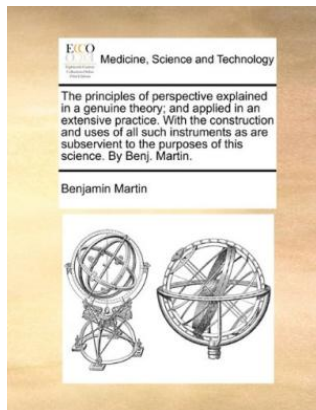 ECCO
Medicine, Science and Technology
The principles of perspective explained
in a genuine theory; and applied in an
extensive practice. With the construction
and uses of all such instruments as are
subservient to the purposes of this
science. By Benj. Martin.
Benjamin Martin